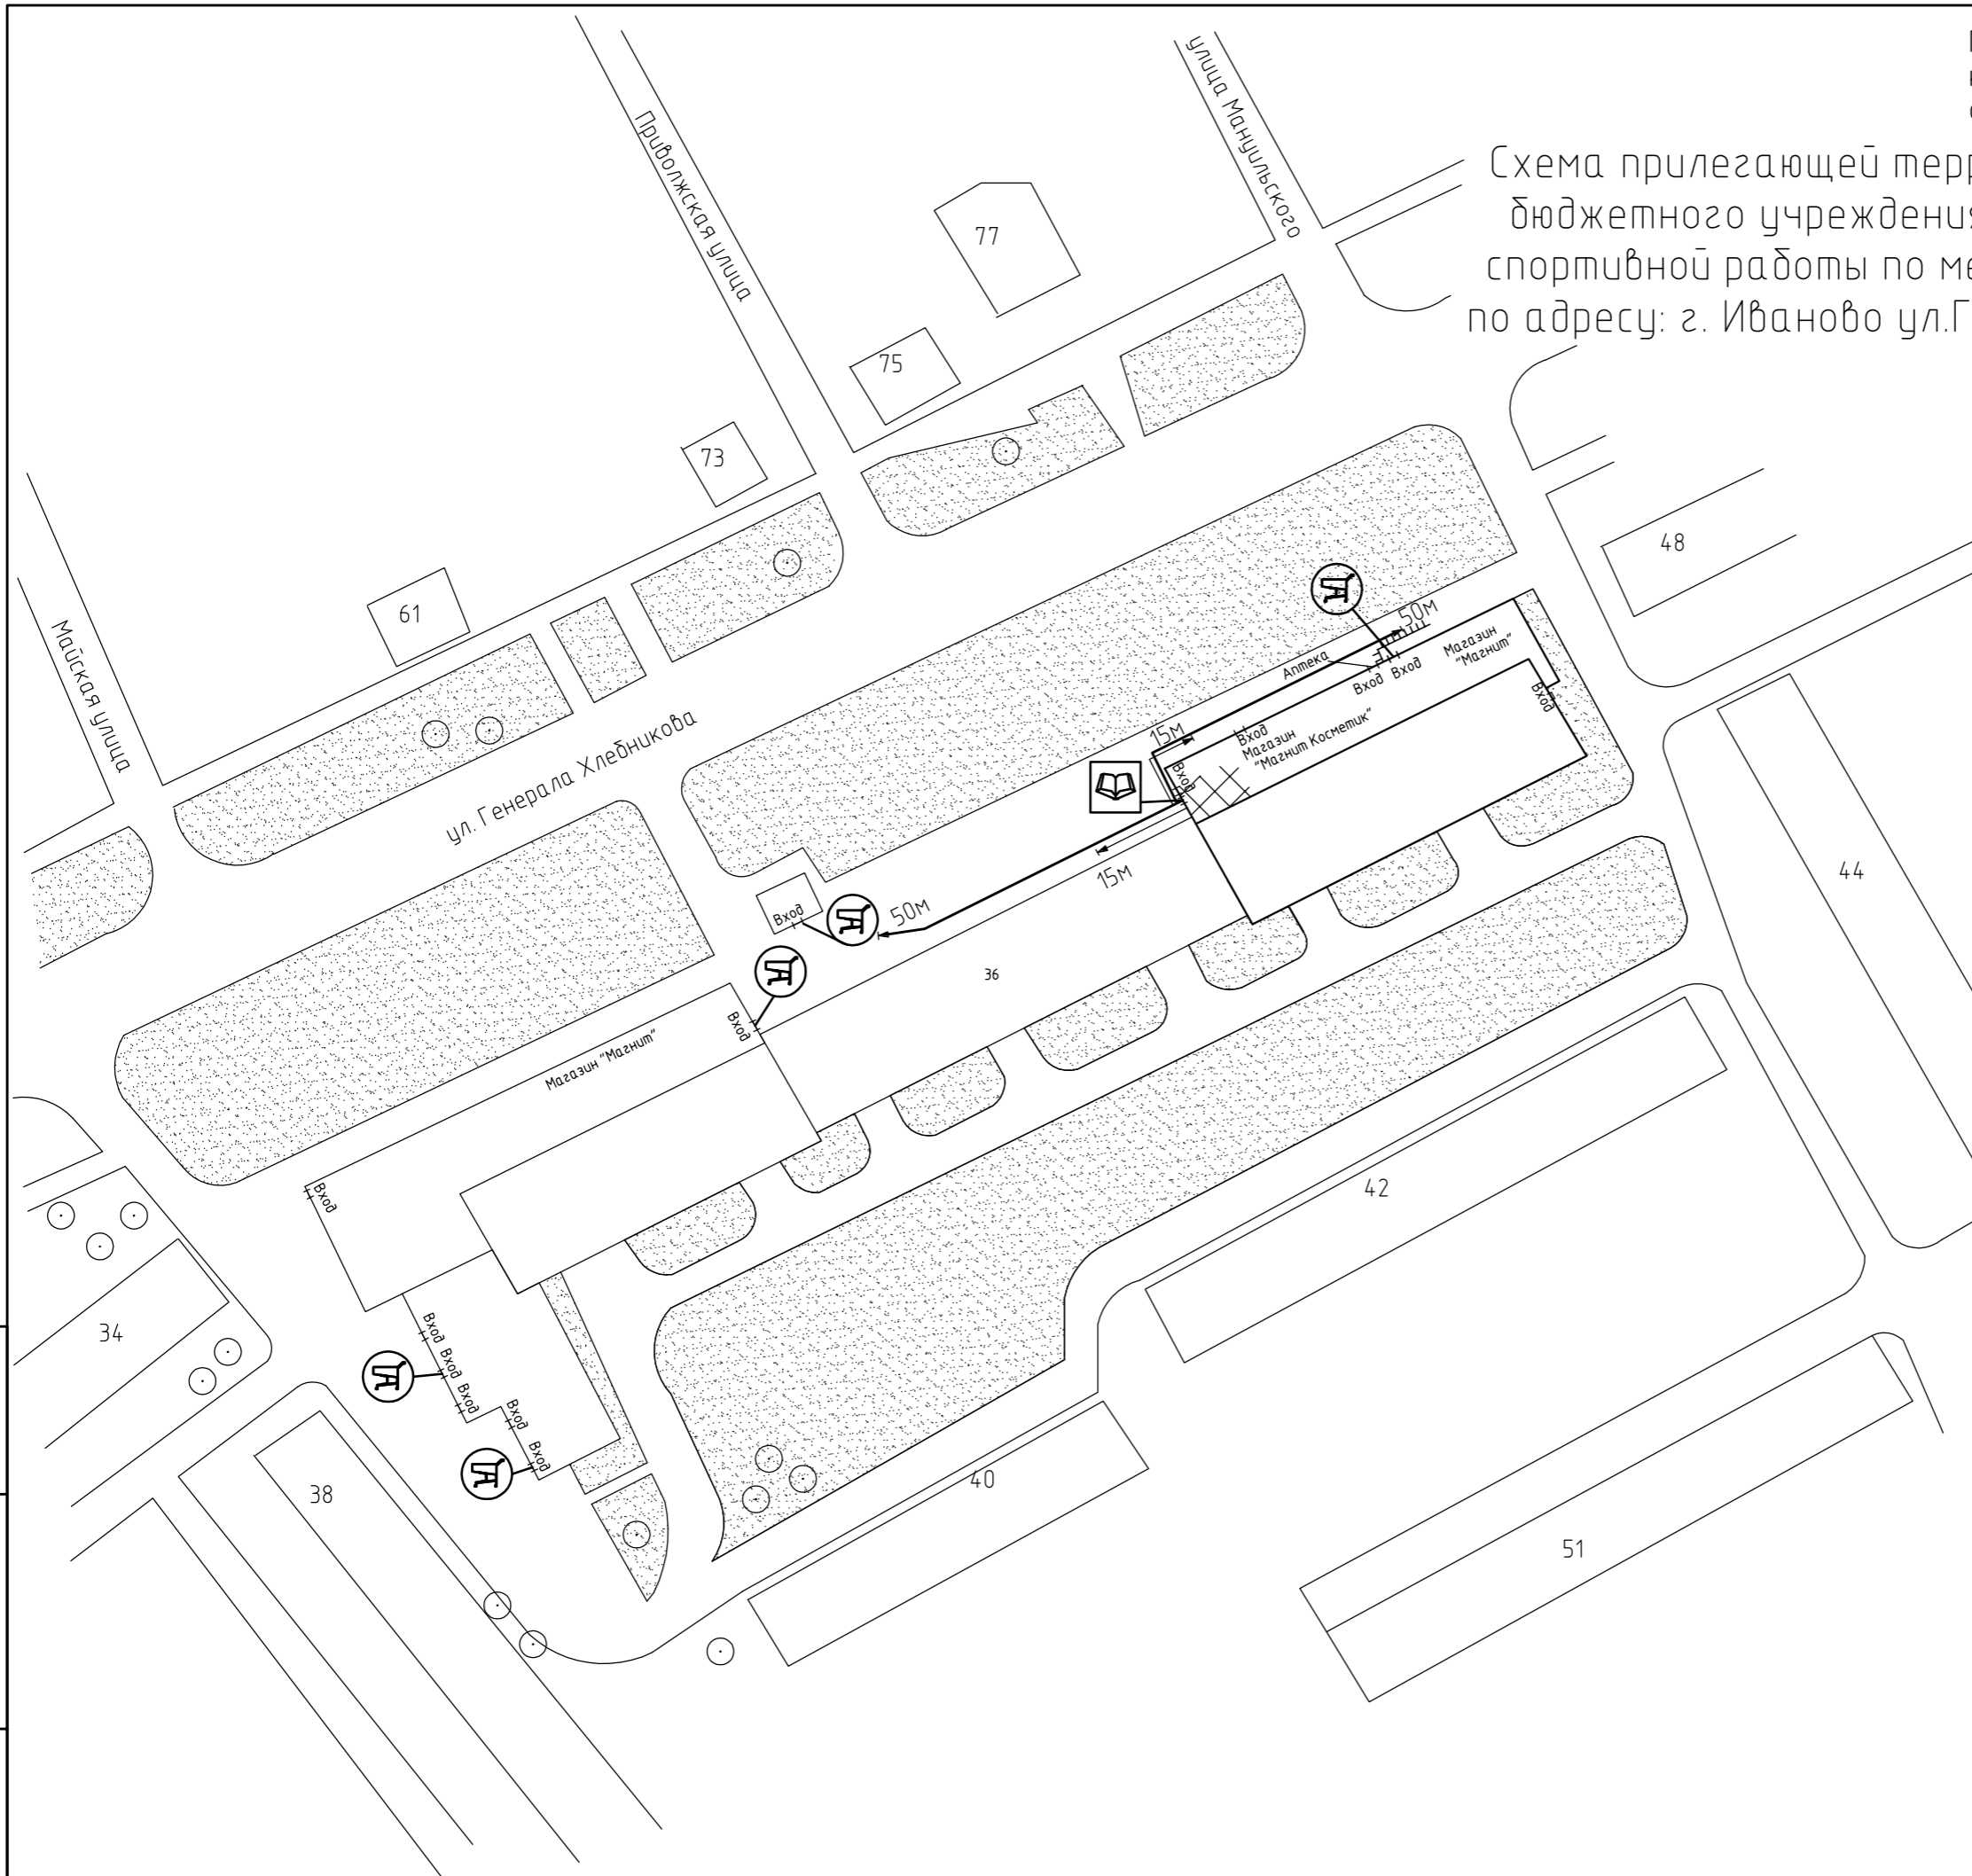 Схема прилегающей терр
бюджетного учреждения
спортивной работы по ме
по адресу: г. Иваново ул.Г
улица Мануильского
Приволжская улица
77
75
73
48
61
Майская улица
50м
Магазин
"Магнит"
Аптека
Вход
Вход
Вход
15м
Вход
Магазин
"Магнит Косметик"
Вход
ул. Генерала Хлебникова
15м
44
Вход
50м
36
Вход
Магазин "Магнит"
Вход
42
34
Вход
Вход
Вход
Вход
Вход
40
38
51